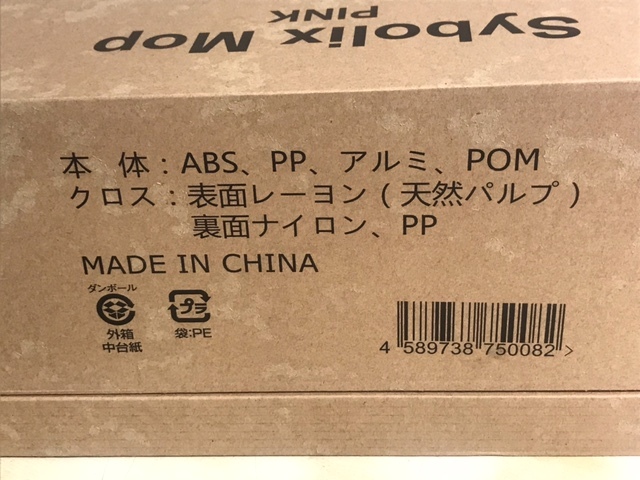 Sybolix Mop
PINK
本 体：ABS、PP、アルミ、POM
クロス：表面レーヨン（天然パルプ）
裏面ナイロン、PP
MADE IN CHINA
ダンボール
外箱
中台紙
プラ
袋:PE
4 589738 750082 >